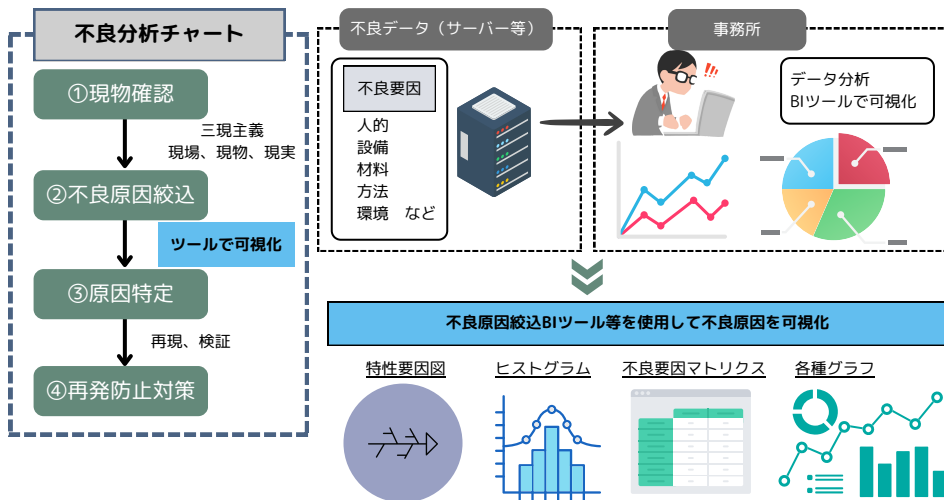 不良分析チャート
①現物確認
三現主義
現場、現物、現実
②不良原因絞込
ツールで可視化
③原因特定
再現、検証
④再発防止対策
不良データ（サーバー等）
不良要因
人的
設備
材料
方法
環境　など
事務所
データ分析
BIツールで可視化
不良原因絞込BIツール等を使用して不良原因を可視化
特性要因図
ヒストグラム
不良要因マトリクス
各種グラフ